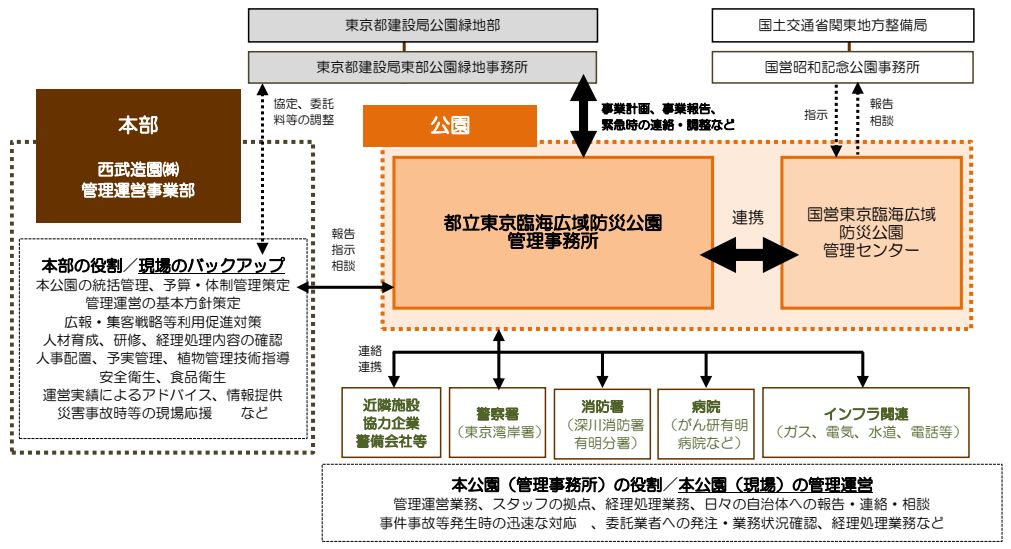 東京都建設局公園緑地部
東京都建設局東部公園緑地事務所
国土交通省関東地方整備局
国営昭和記念公園事務所
協定、委託
料等の調整
事業計画、事業報告、
緊急時の連絡・調整など
指示
報告
相談
本部
西武造園㈱
管理運営事業部
公園
都立東京臨海広域防災公園
管理事務所
連携
国営東京臨海広域
防災公園
管理センター
報告
指示
相談
本部の役割／現場のバックアップ
本公園の統括管理、予算・体制管理策定
管理運営の基本方針策定
広報・集客戦略等利用促進対策
人材育成、研修、経理処理内容の確認
人事配置、予実管理、植物管理技術指導
安全衛生、食品衛生
運営実績によるアドバイス、情報提供
災害事故時等の現場応援　　など
連絡
連携
近隣施設
協力企業
警備会社等
警察署
（東京湾岸署）
消防署
（深川消防署
有明分署）
病院
（がん研有明
病院など）
インフラ関連
（ガス、電気、水道、電話等）
本公園（管理事務所）の役割／本公園（現場）の管理運営
管理運営業務、スタッフの拠点、経理処理業務、日々の自治体への報告・連絡・相談
事件事故等発生時の迅速な対応　、委託業者への発注・業務状況確認、経理処理業務など